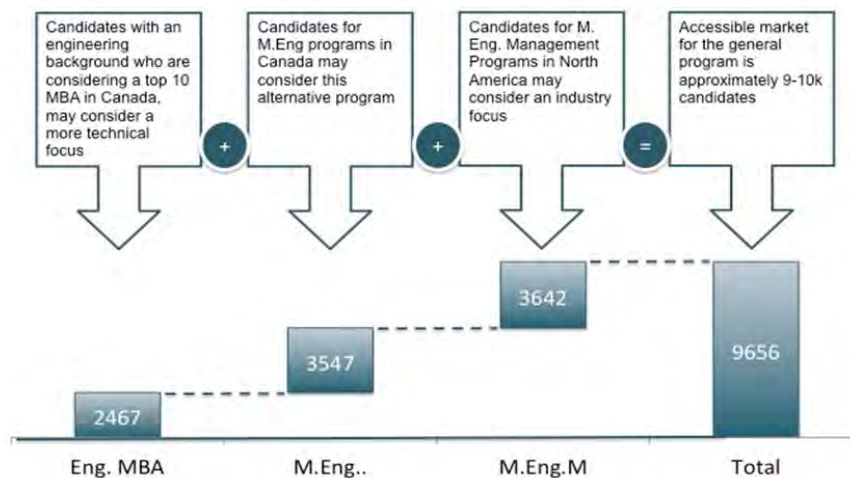 Candidates with an
engineering
background who are
considering a top 10
MBA in Canada,
may consider a
more technical
focus
+
Candidates for
M.Eng programs in
Canada may
consider this
alternative program
+
Candidates for M.
Eng. Management
Programs in North
America may
consider an industry
focus
=
Accessible market
for the general
program is
approximately 9-10k
candidates
2467
3547
3642
9656
Eng. MBA
M.Eng..
M.Eng.M
Total